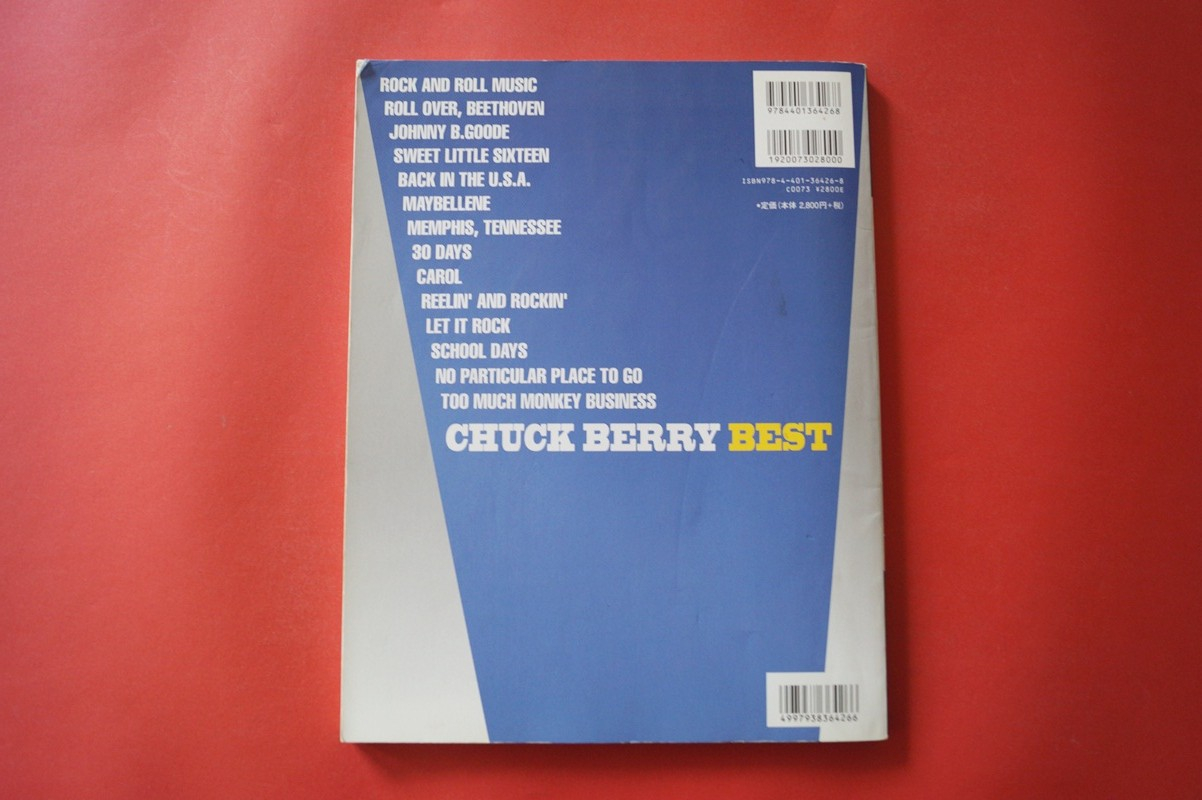 ROCK AND ROLL MUSIC
ROLL OVER, BEETHOVEN
JOHNNY B.GOODE
SWEET LITTLE SIXTEEN
BACK IN THE U.S.A.
MAYBELLENE
MEMPHIS, TENNESSEE
30 DAYS
CAROL
REELIN' AND ROCKIN'
LET IT ROCK
SCHOOL DAYS
NO PARTICULAR PLACE TO GO
TOO MUCH MONKEY BUSINESS
CHUCK BERRY BEST
9784401364268
1920073028000
ISBN978-4-401-36426-8
C0073 ¥2800E
•定価(本体 2,800円+税)
4997938364266